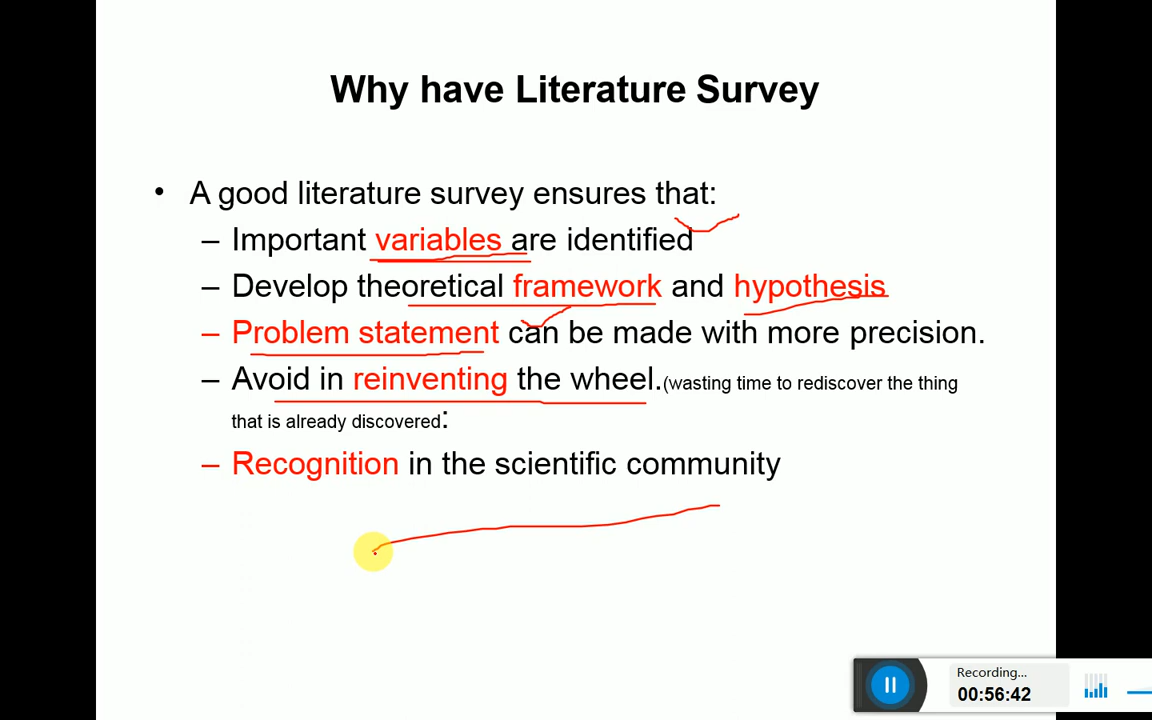 Why have Literature Survey
• A good literature survey ensures that:
– Important variables are identified
– Develop theoretical framework and hypothesis
– Problem statement can be made with more precision.
– Avoid in reinventing the wheel.(wasting time to rediscover the thing
that is already discovered:
– Recognition in the scientific community
Recording...
00:56:42